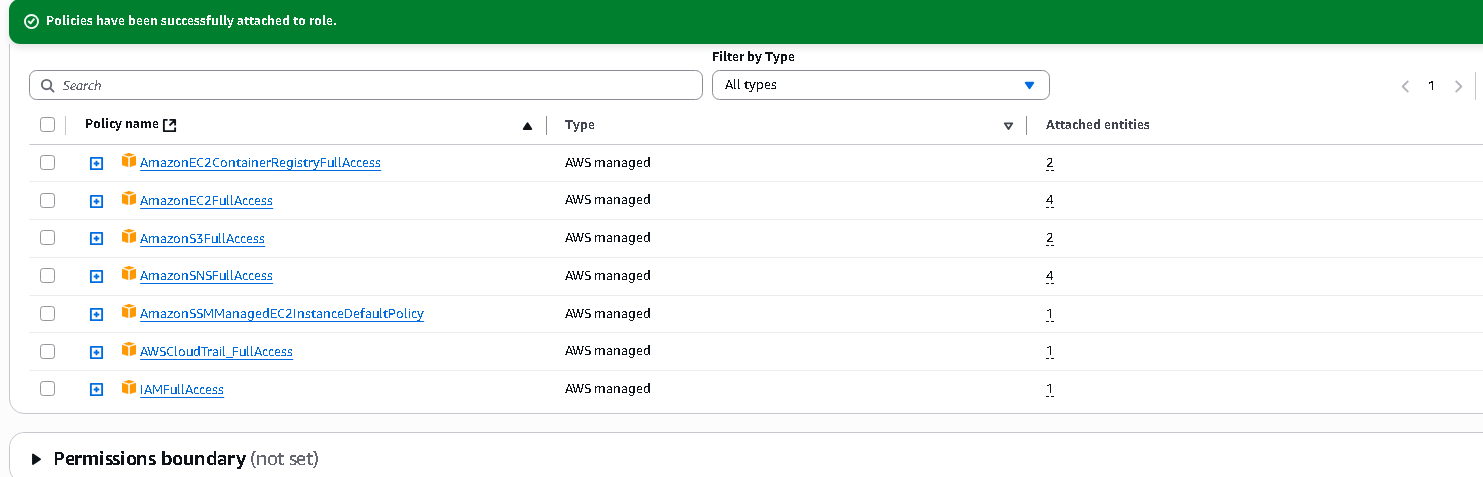 Policies have been successfully attached to role.
Filter by Type
Search
All types
1
Policy name
Type
Attached entities
AmazonEC2ContainerRegistryFullAccess AWS managed 2
AmazonEC2FullAccess AWS managed 4
AmazonS3FullAccess AWS managed 2
AmazonSNSFullAccess AWS managed 4
AmazonSSMManagedEC2InstanceDefaultPolicy AWS managed 1
AWSCloudTrail_FullAccess AWS managed 1
IAMFullAccess AWS managed 1
Permissions boundary (not set)